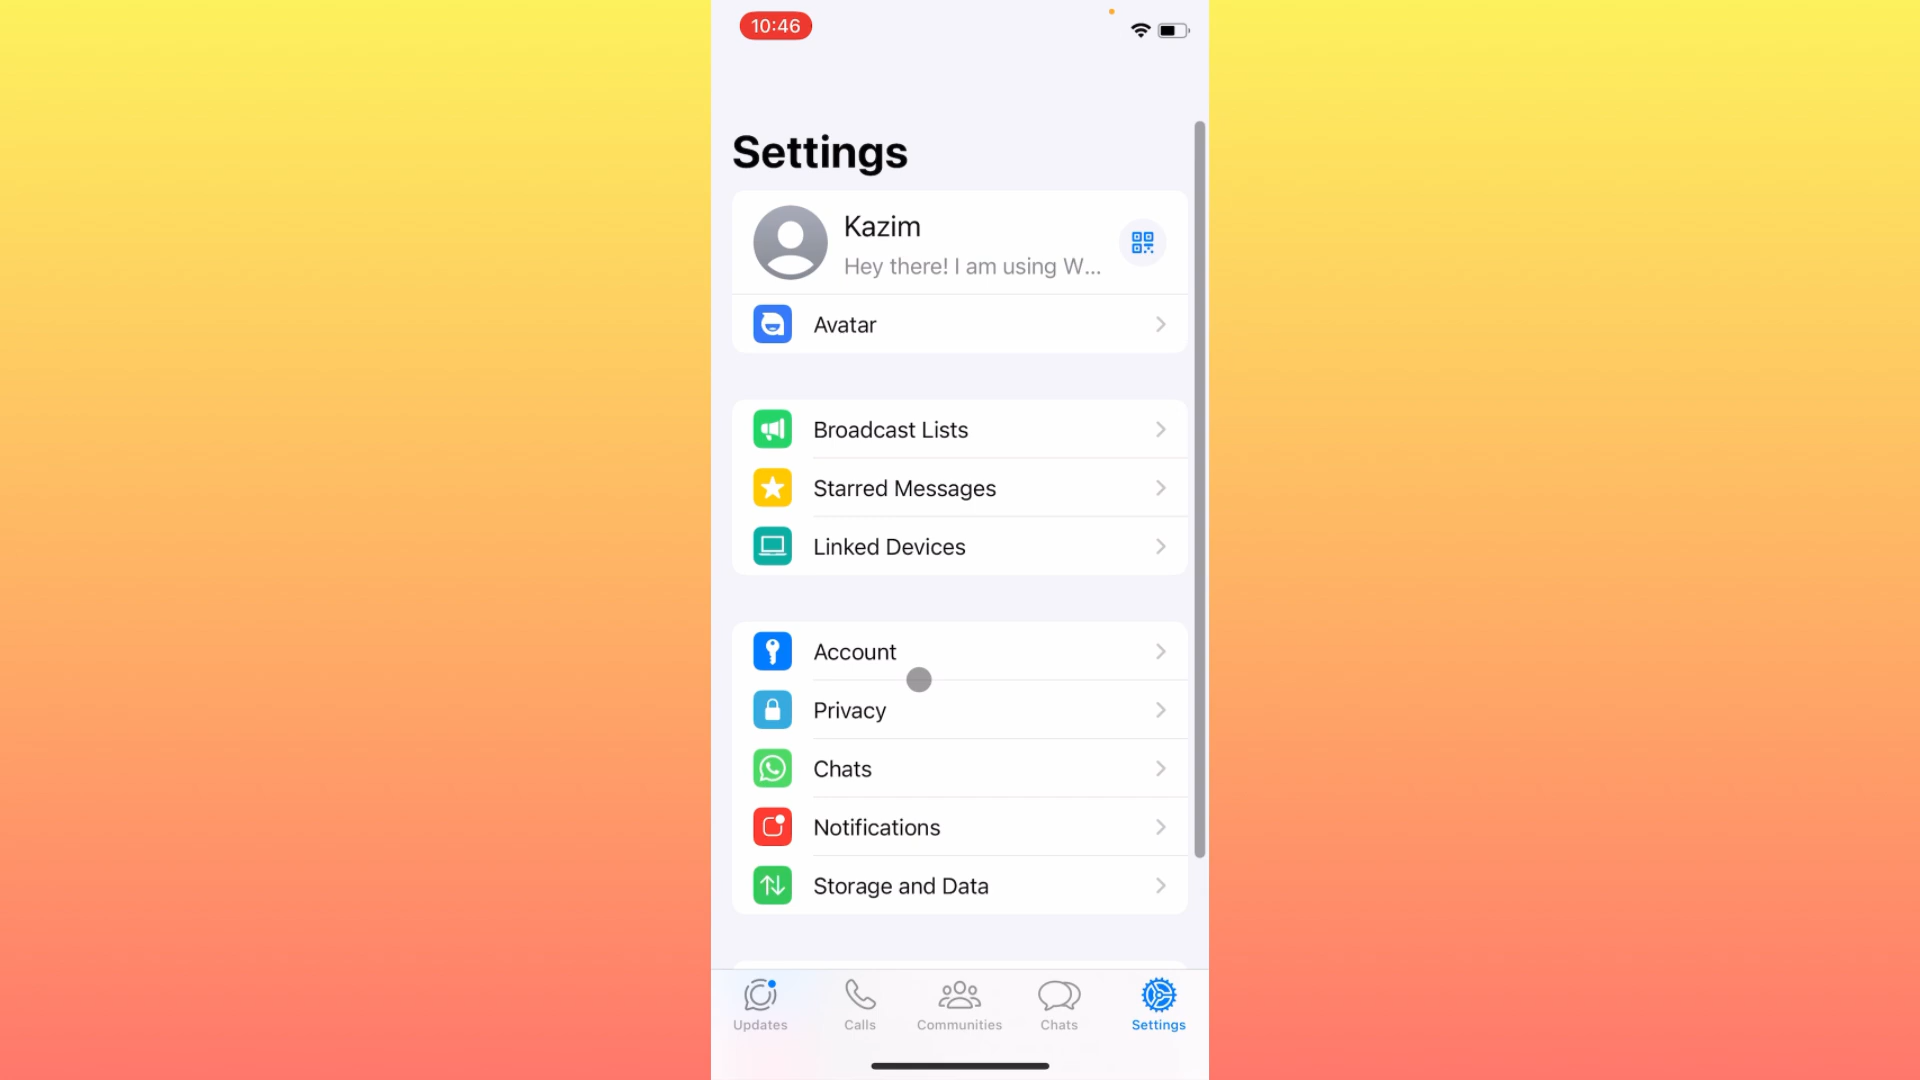 10:46
Settings
Kazim
Hey there! I am using W...
Avatar
Broadcast Lists
Starred Messages
Linked Devices
Account
Privacy
Chats
Notifications
Storage and Data
Updates
Calls
Communities
Chats
Settings